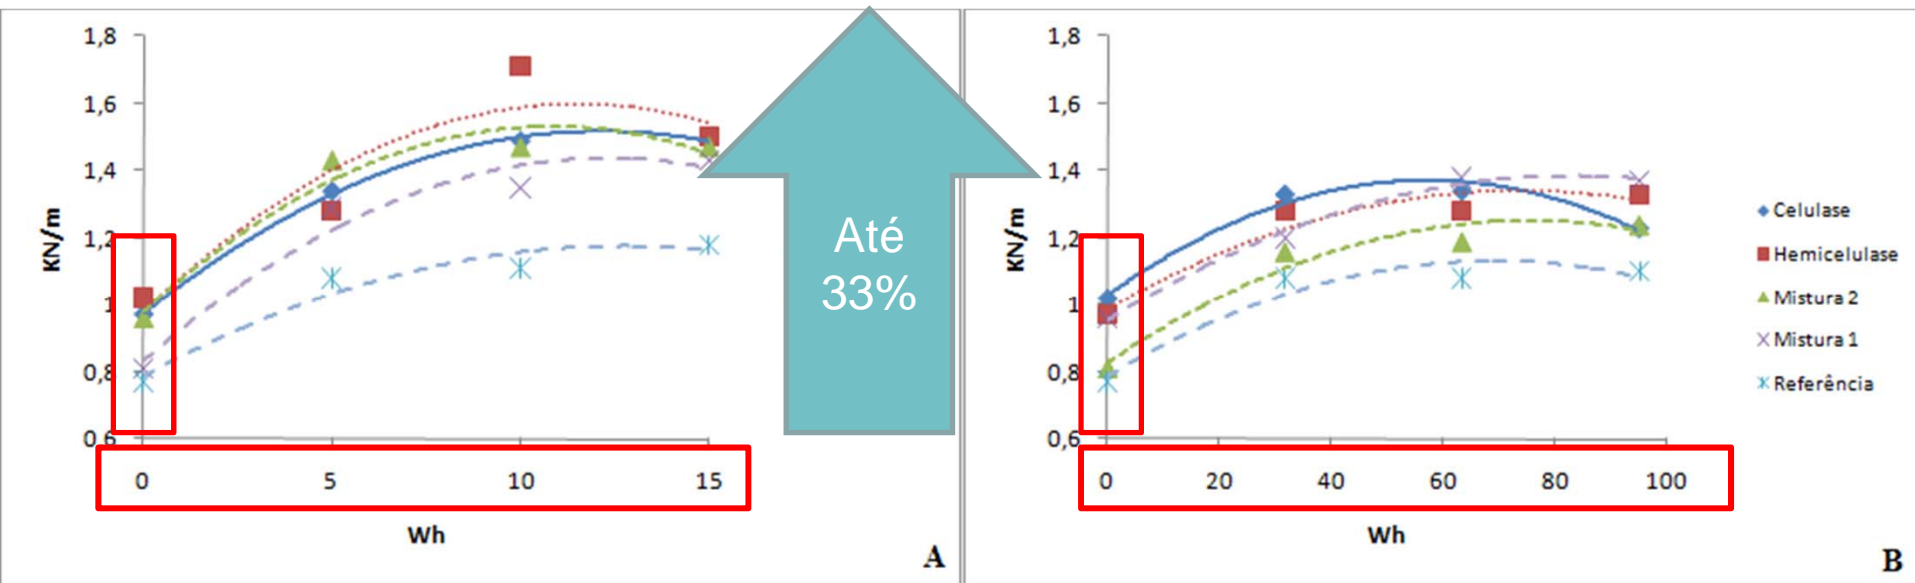 1,8
1,6
1,4
1,2
1
0,8
0,6
KN/m
0 5 10 15
Wh
A
Até
33%
1,8
1,6
1,4
1,2
1
0,8
0,6
KN/m
0 20 40 60 80 100
Wh
B
Celulase
Hemicelulase
Mistura 2
Mistura 1
Referência